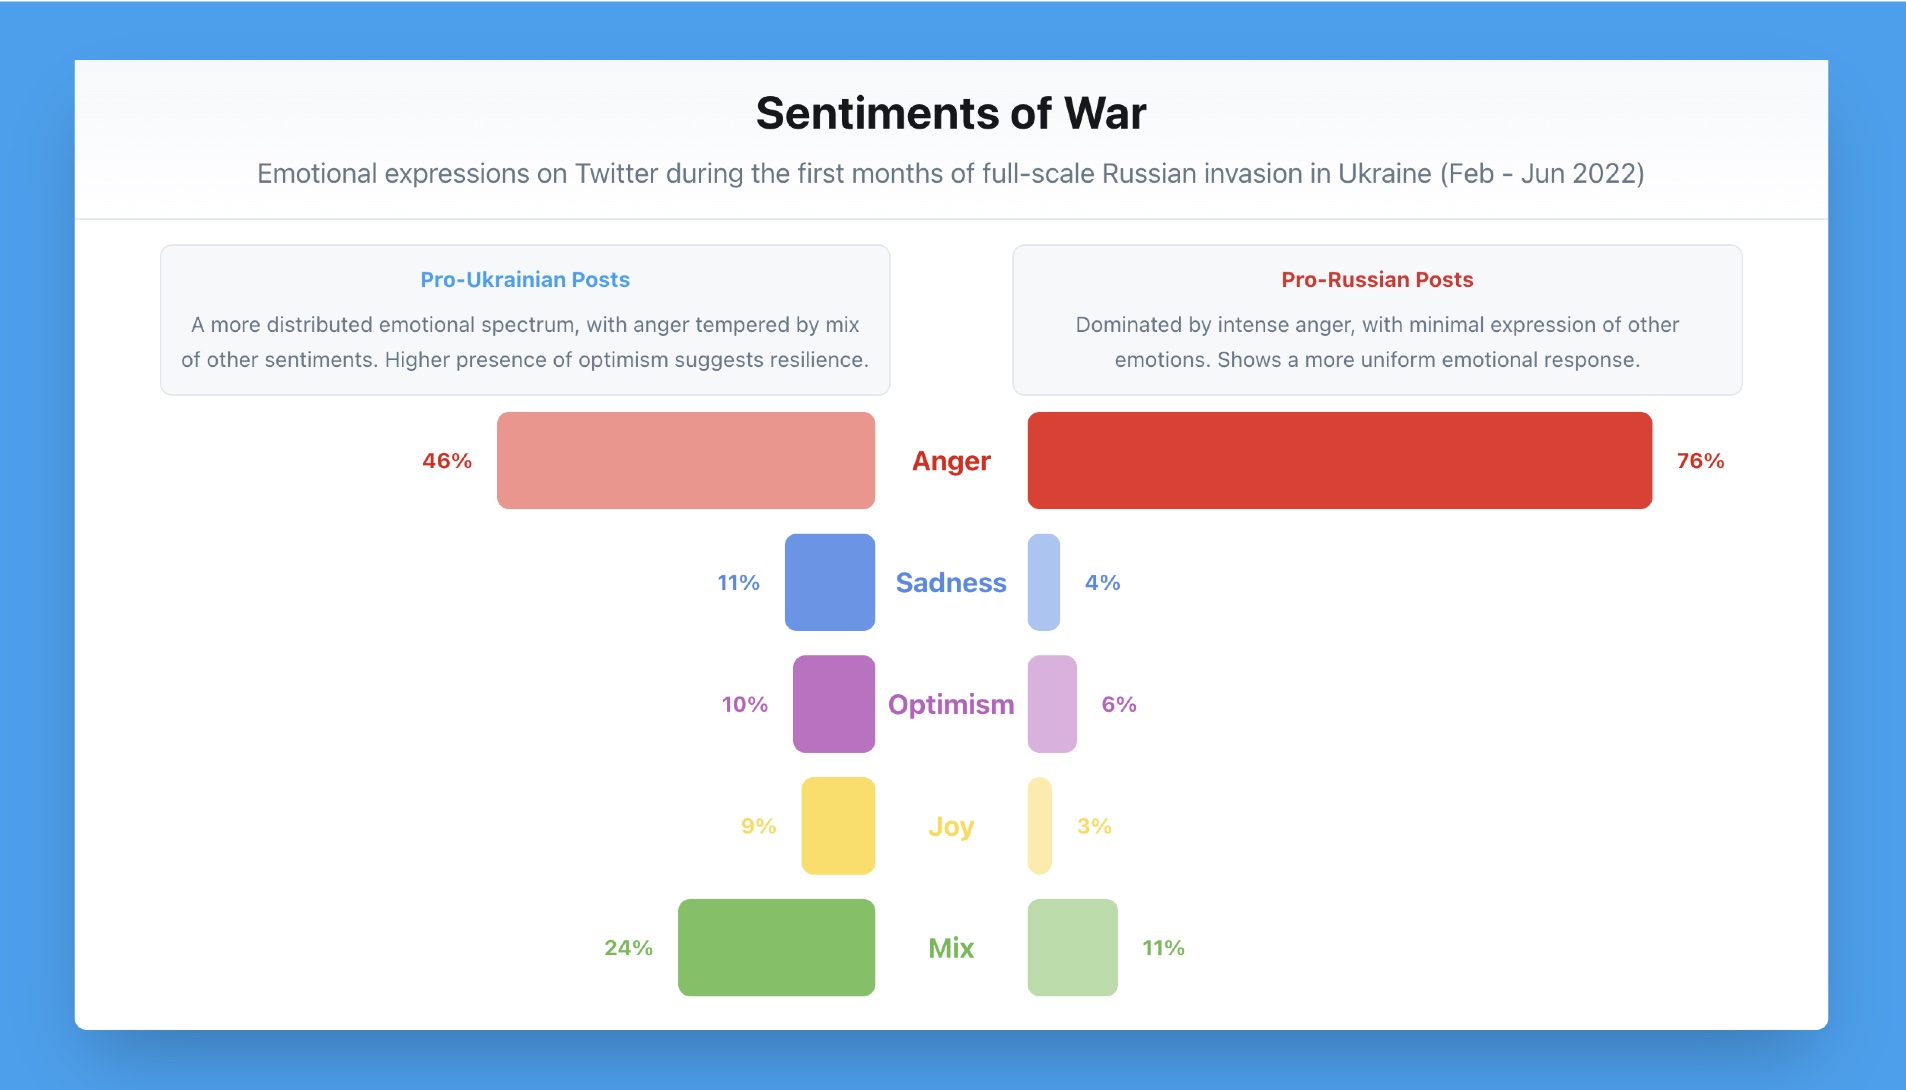 Sentiments of War
Emotional expressions on Twitter during the first months of full-scale Russian invasion in Ukraine (Feb - Jun 2022)
Pro-Ukrainian Posts
A more distributed emotional spectrum, with anger tempered by mix
of other sentiments. Higher presence of optimism suggests resilience.
Pro-Russian Posts
Dominated by intense anger, with minimal expression of other
emotions. Shows a more uniform emotional response.
46% Anger 76%
11% Sadness 4%
10% Optimism 6%
9% Joy 3%
24% Mix 11%